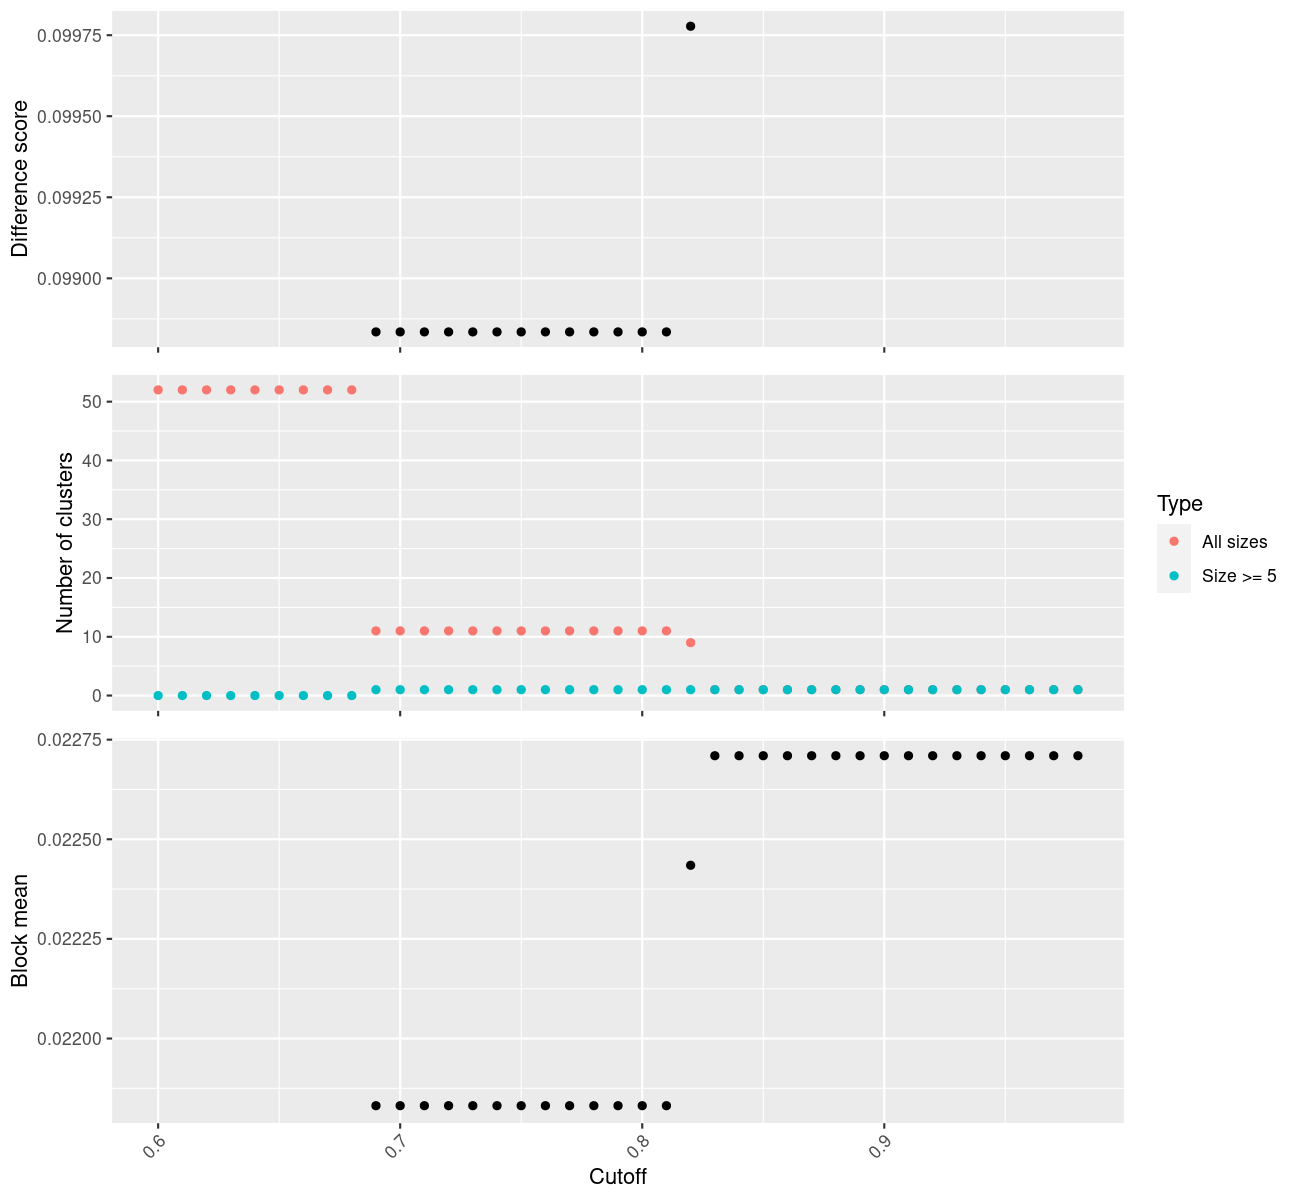 Difference score
0.09975
0.09950
0.09925
0.09900
Number of clusters
50
40
30
20
10
0
Type
All sizes
Size >= 5
Block mean
0.02275
0.02250
0.02225
0.02200
0.6 0.7 0.8 0.9
Cutoff